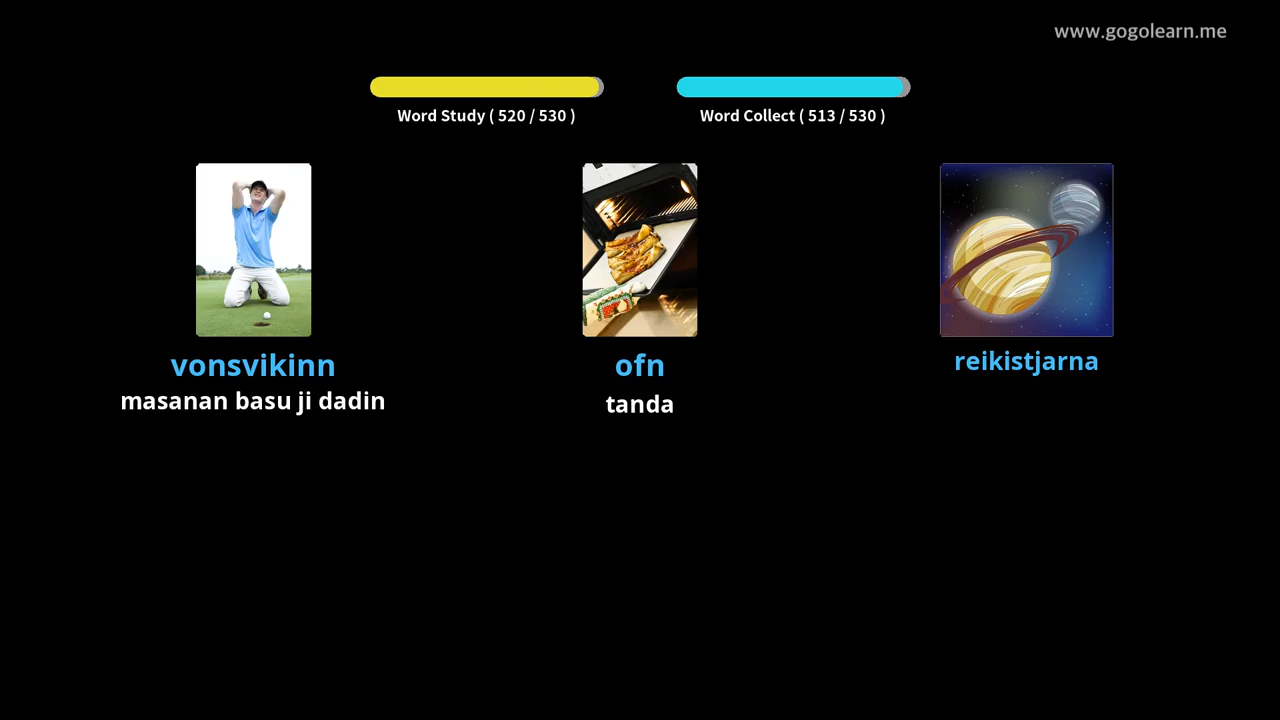 www.gogolearn.me
Word Study ( 520 / 530 )
Word Collect ( 513 / 530 )
vonsvikinn
masanan basu ji dadin
ofn
tanda
reikistjarna